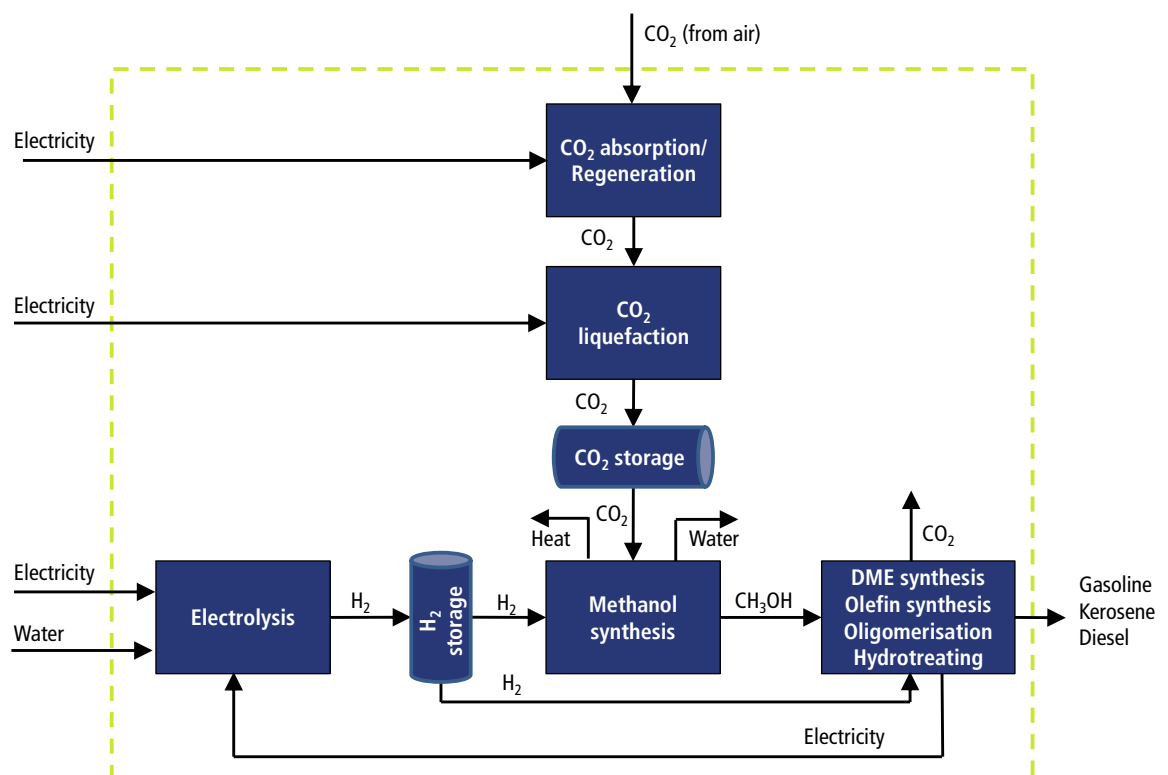 CO₂ (from air)
Electricity
CO₂ absorption/
Regeneration
CO₂
Electricity
CO₂
liquefaction
CO₂
CO₂ storage
CO₂
Heat
Water
CO₂
Electricity
Water
Electrolysis
H₂
H₂
storage
H₂
Methanol
synthesis
CH₃OH
DME synthesis
Olefin synthesis
Oligomerisation
Hydrotreating
Gasoline
Kerosene
Diesel
H₂
Electricity